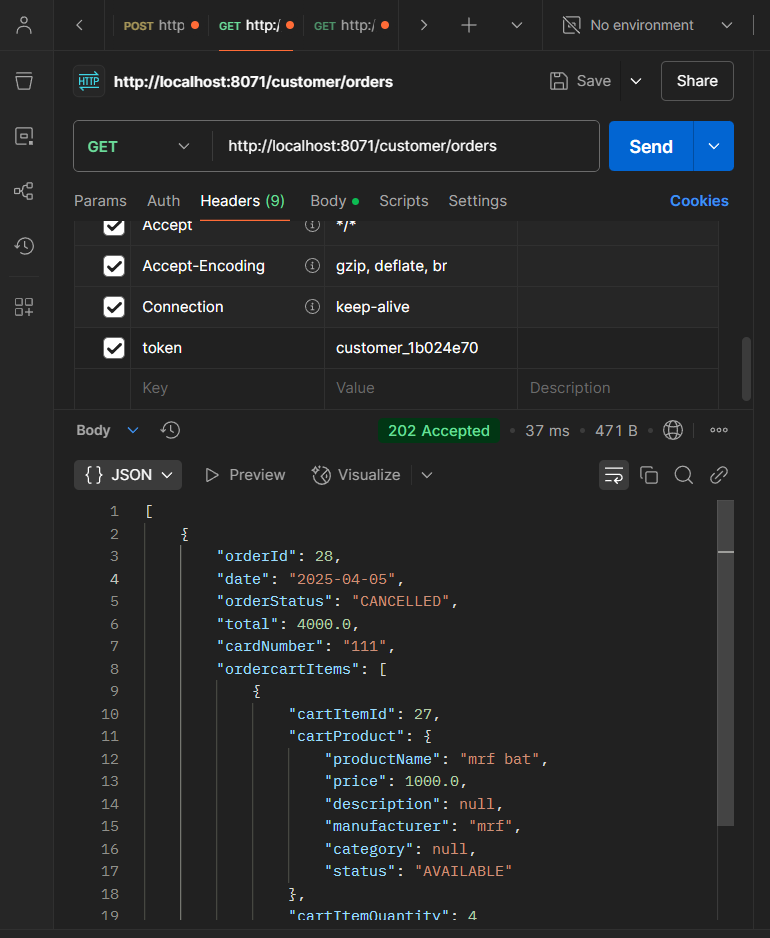 POST http
GET http:/
GET http:/
No environment
HTTP http://localhost:8071/customer/orders
Save
Share
GET http://localhost:8071/customer/orders
Send
Params Auth Headers (9) Body Scripts Settings Cookies
Accept */*
Accept-Encoding gzip, deflate, br
Connection keep-alive
token customer_1b024e70
Key Value Description
Body 202 Accepted • 37 ms • 471 B
{} JSON Preview Visualize
1 [
2 {
3 "orderId": 28,
4 "date": "2025-04-05",
5 "orderStatus": "CANCELLED",
6 "total": 4000.0,
7 "cardNumber": "111",
8 "ordercartItems": [
9 {
10 "cartItemId": 27,
11 "cartProduct": {
12 "productName": "mrf bat",
13 "price": 1000.0,
14 "description": null,
15 "manufacturer": "mrf",
16 "category": null,
17 "status": "AVAILABLE"
18 },
19 "cartItemQuantity": 4